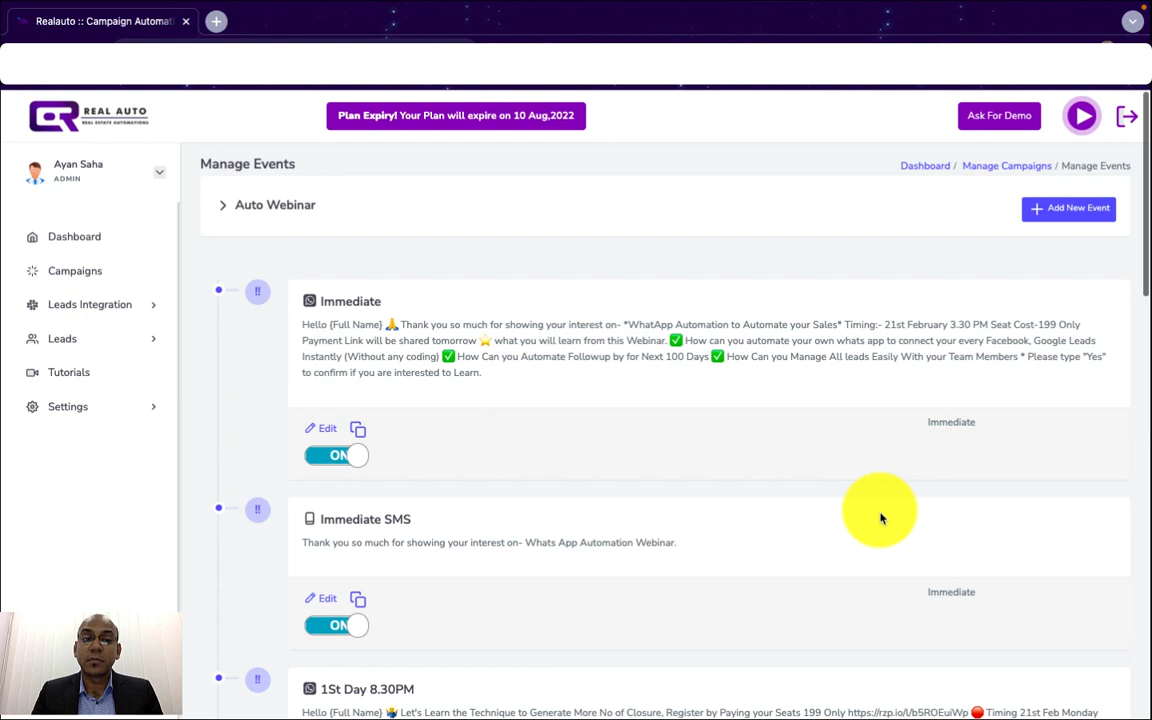 Realauto :: Campaign Automat
REAL AUTO
REAL ESTATE AUTOMATIONS
Plan Expiry! Your Plan will expire on 10 Aug,2022
Ask For Demo
Ayan Saha
ADMIN
Manage Events
Dashboard / Manage Campaigns / Manage Events
Auto Webinar
+ Add New Event
Dashboard
Campaigns
Leads Integration
Leads
Tutorials
Settings
!!
Immediate
Hello {Full Name} 🙏 Thank you so much for showing your interest on- *WhatApp Automation to Automate your Sales* Timing:- 21st February 3.30 PM Seat Cost-199 Only
Payment Link will be shared tomorrow ⭐ what you will learn from this Webinar. ✅ How can you automate your own whats app to connect your every Facebook, Google Leads
Instantly (Without any coding) ✅ How Can you Automate Followup by for Next 100 Days ✅ How Can you Manage All leads Easily With your Team Members * Please type "Yes"
to confirm if you are interested to Learn.
Edit
Immediate
ON
!!
Immediate SMS
Thank you so much for showing your interest on- Whats App Automation Webinar.
Edit
Immediate
ON
!!
1St Day 8.30PM
Hello {Full Name} 🤷 Let's Learn the Technique to Generate More No of Closure, Register by Paying your Seats 199 Only https://rzp.io/l/b5ROEuiWp 🔴 Timing 21st Feb Monday